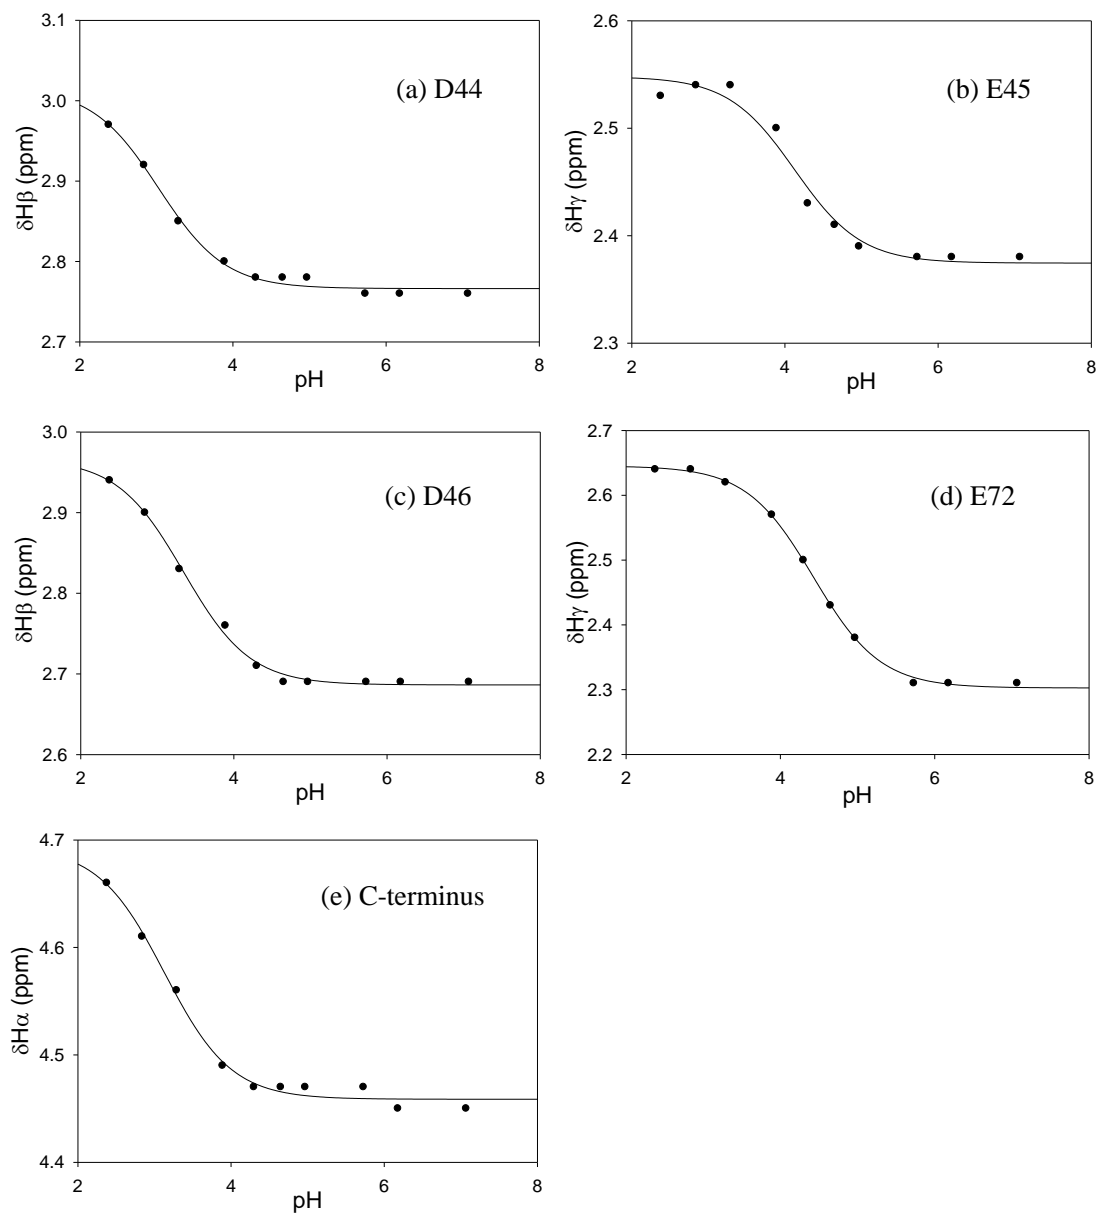 (a) D44
δHβ (ppm)
3.1
3.0
2.9
2.8
2.7
2
4
6
8
pH
(b) E45
δHγ (ppm)
2.6
2.5
2.4
2.3
2
4
6
8
pH
(c) D46
δHβ (ppm)
3.0
2.9
2.8
2.7
2.6
2
4
6
8
pH
(d) E72
δHγ (ppm)
2.7
2.6
2.5
2.4
2.3
2.2
2
4
6
8
pH
(e) C-terminus
δHα (ppm)
4.7
4.6
4.5
4.4
2
4
6
8
pH